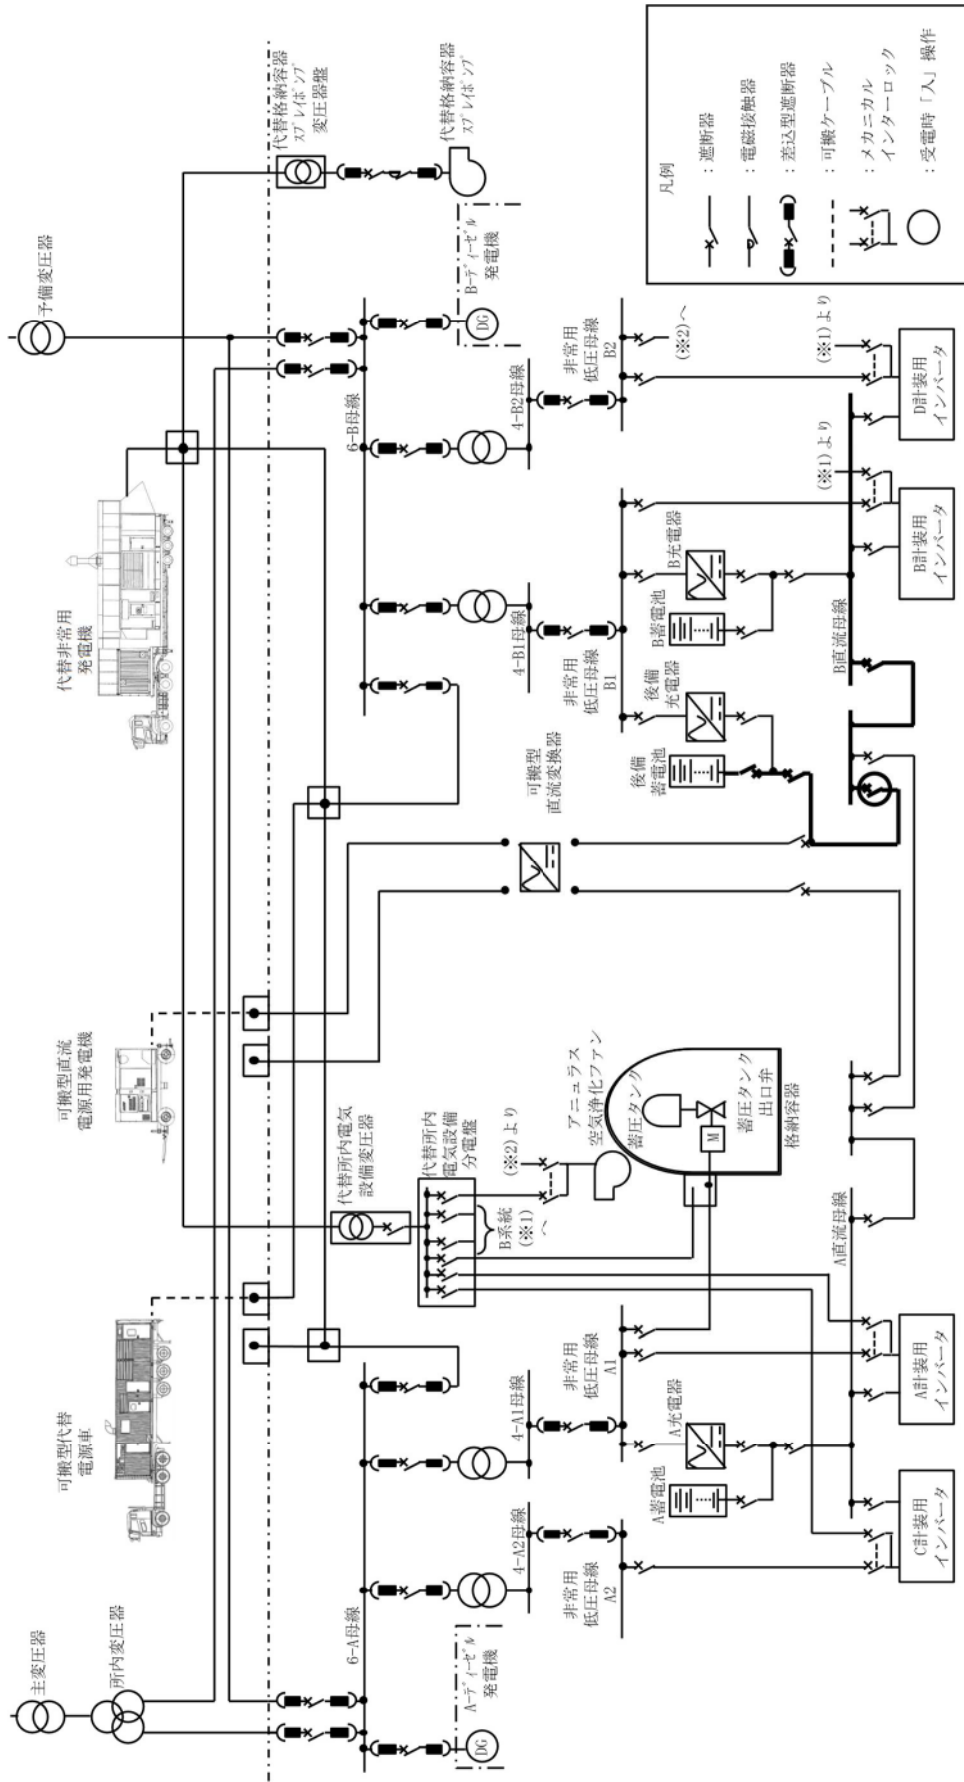 主変圧器
所内変圧器
可搬型代替
電源車
可搬型直流
電源用発電機
代替非常用
発電機
予備変圧器
代替格納容器
スプレイポンプ
変圧器盤
代替格納容器
スプレイポンプ
代替所内電気
設備変圧器
代替所内
電気設備
分電盤
B系統
(※1)
へ
(※2)より
アニュラス
空気浄化ファン
蓄圧タンク
M
蓄圧タンク
出口弁
格納容器
6-A母線
A-ディーゼル
発電機
DG
4-A2母線
4-A1母線
非常用
低圧母線
A2
非常用
低圧母線
A1
A蓄電池
A充電器
A直流母線
C計装用
インバータ
A計装用
インバータ
可搬型
直流変換器
6-B母線
B-ディーゼル
発電機
DG
4-B1母線
4-B2母線
非常用
低圧母線
B1
非常用
低圧母線
B2
(※2)へ
後備
蓄電池
後備
充電器
B蓄電池
B充電器
B直流母線
(※1)より
(※1)より
B計装用
インバータ
D計装用
インバータ
凡例
：遮断器
：電磁接触器
：差込型遮断器
：可搬ケーブル
：メカニカル
インターロック
：受電時「入」操作